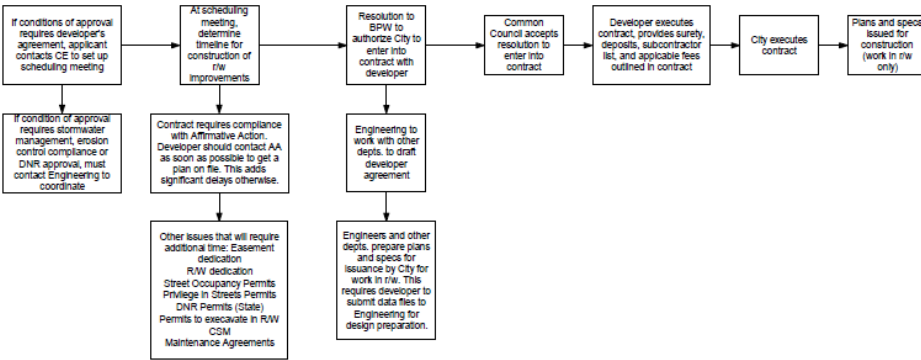 If conditions of approval
requires developer's
agreement, applicant
contacts CE to set up
scheduling meeting
At scheduling
meeting,
determine
timeline for
construction of
r/w
improvements
Resolution to
BPW to
authorize City to
enter into
contract with
developer
Common
Council accepts
resolution to
enter into
contract
Developer executes
contract, provides surety,
deposits, subcontractor
list, and applicable fees
outlined in contract
City executes
contract
Plans and specs
issued for
construction
(work in r/w
only)
If condition of approval
requires stormwater
management, erosion
control compliance or
DNR approval, must
contact Engineering to
coordinate
Contract requires compliance
with Affirmative Action.
Developer should contact AA
as soon as possible to get a
plan on file. This adds
significant delays otherwise.
Engineering to
work with other
depts. to draft
developer
agreement
Other issues that will require
additional time: Easement
dedication
R/W dedication
Street Occupancy Permits
Privilege in Streets Permits
DNR Permits (State)
Permits to execavate in R/W
CSM
Maintenance Agreements
Engineers and other
depts. prepare plans
and specs for
issuance by City for
work in r/w. This
requires developer to
submit data files to
Engineering for
design preparation.